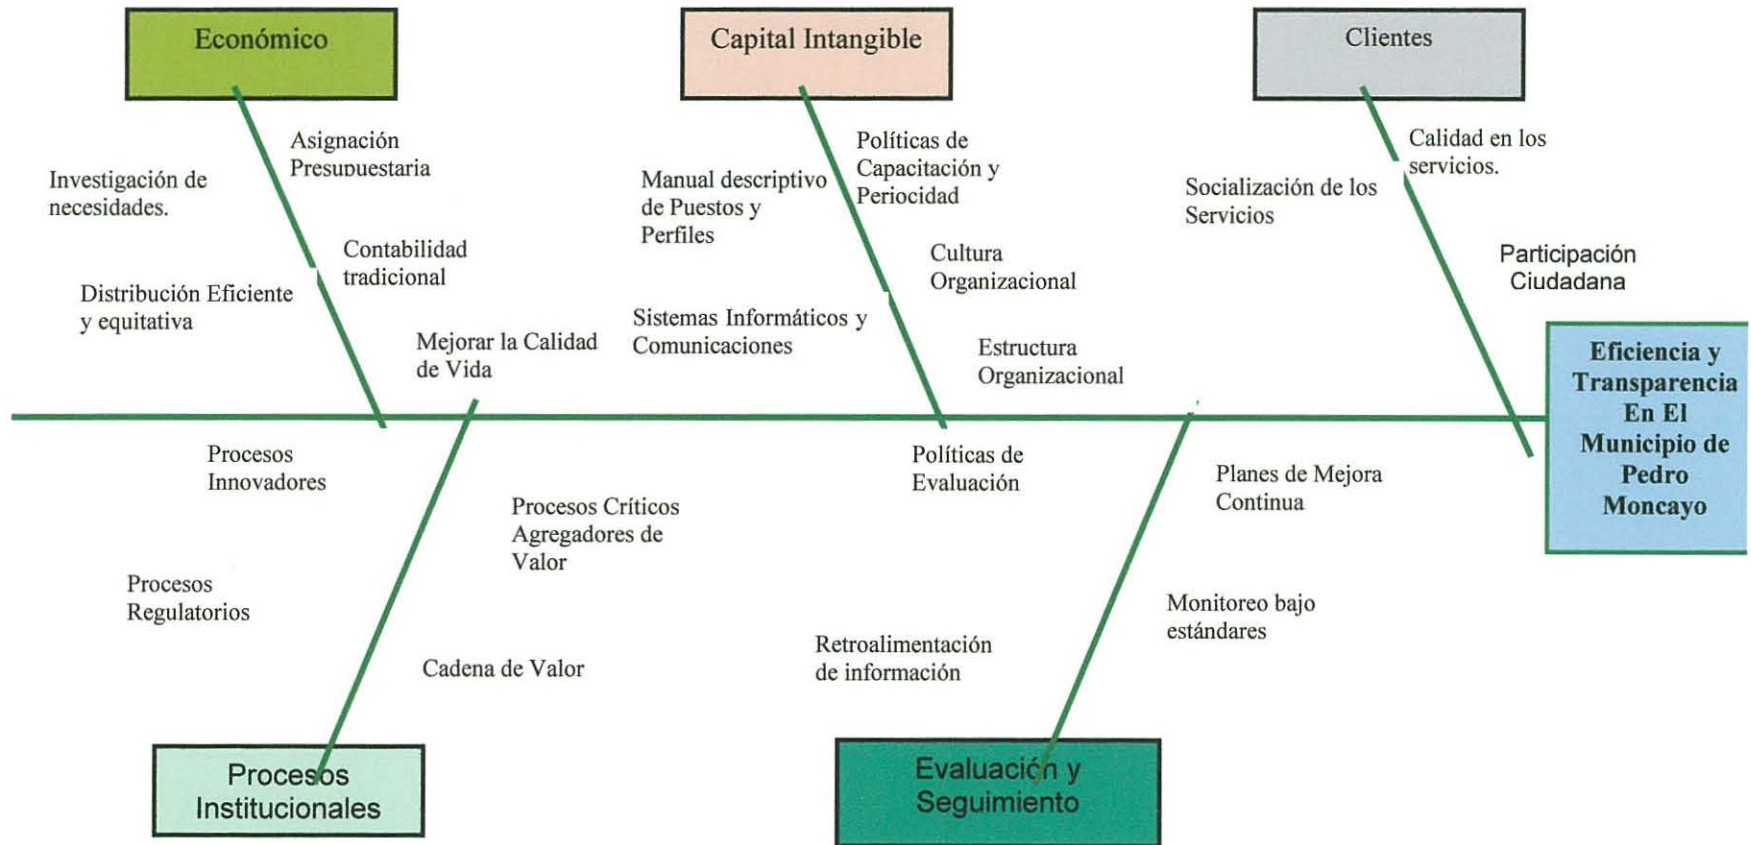 Económico
Capital Intangible
Clientes
Asignación
Presupuestaria
Investigación de
necesidades.
Contabilidad
tradicional
Distribución Eficiente
y equitativa
Mejorar la Calidad
de Vida
Políticas de
Capacitación y
Periocidad
Manual descriptivo
de Puestos y
Perfiles
Cultura
Organizacional
Sistemas Informáticos y
Comunicaciones
Estructura
Organizacional
Calidad en los
servicios.
Socialización de los
Servicios
Participación
Ciudadana
Eficiencia y
Transparencia
En El
Municipio de
Pedro
Moncayo
Procesos
Innovadores
Procesos Críticos
Agregadores de
Valor
Procesos
Regulatorios
Cadena de Valor
Políticas de
Evaluación
Planes de Mejora
Continua
Monitoreo bajo
estándares
Retroalimentación
de información
Procesos
Institucionales
Evaluación y
Seguimiento